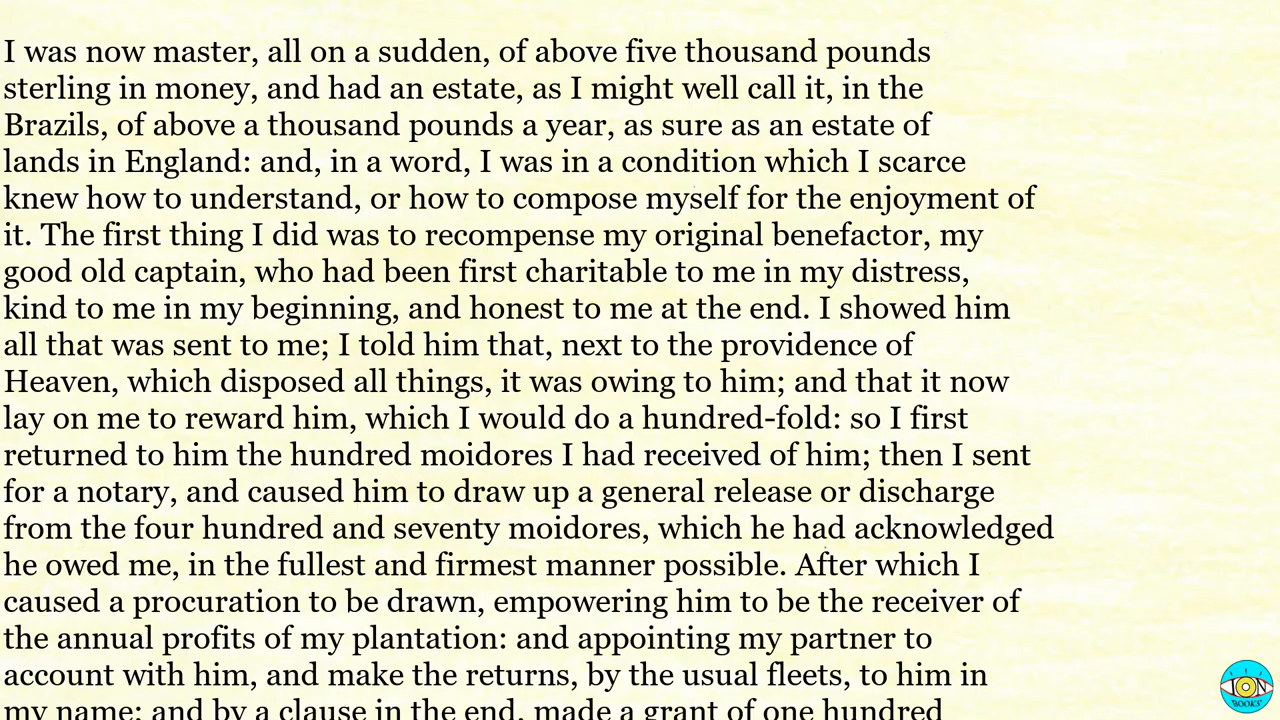 I was now master, all on a sudden, of above five thousand pounds
sterling in money, and had an estate, as I might well call it, in the
Brazils, of above a thousand pounds a year, as sure as an estate of
lands in England: and, in a word, I was in a condition which I scarce
knew how to understand, or how to compose myself for the enjoyment of
it. The first thing I did was to recompense my original benefactor, my
good old captain, who had been first charitable to me in my distress,
kind to me in my beginning, and honest to me at the end. I showed him
all that was sent to me; I told him that, next to the providence of
Heaven, which disposed all things, it was owing to him; and that it now
lay on me to reward him, which I would do a hundred-fold: so I first
returned to him the hundred moidores I had received of him; then I sent
for a notary, and caused him to draw up a general release or discharge
from the four hundred and seventy moidores, which he had acknowledged
he owed me, in the fullest and firmest manner possible. After which I
caused a procuration to be drawn, empowering him to be the receiver of
the annual profits of my plantation: and appointing my partner to
account with him, and make the returns, by the usual fleets, to him in
my name; and by a clause in the end, made a grant of one hundred
ION
BOOKS